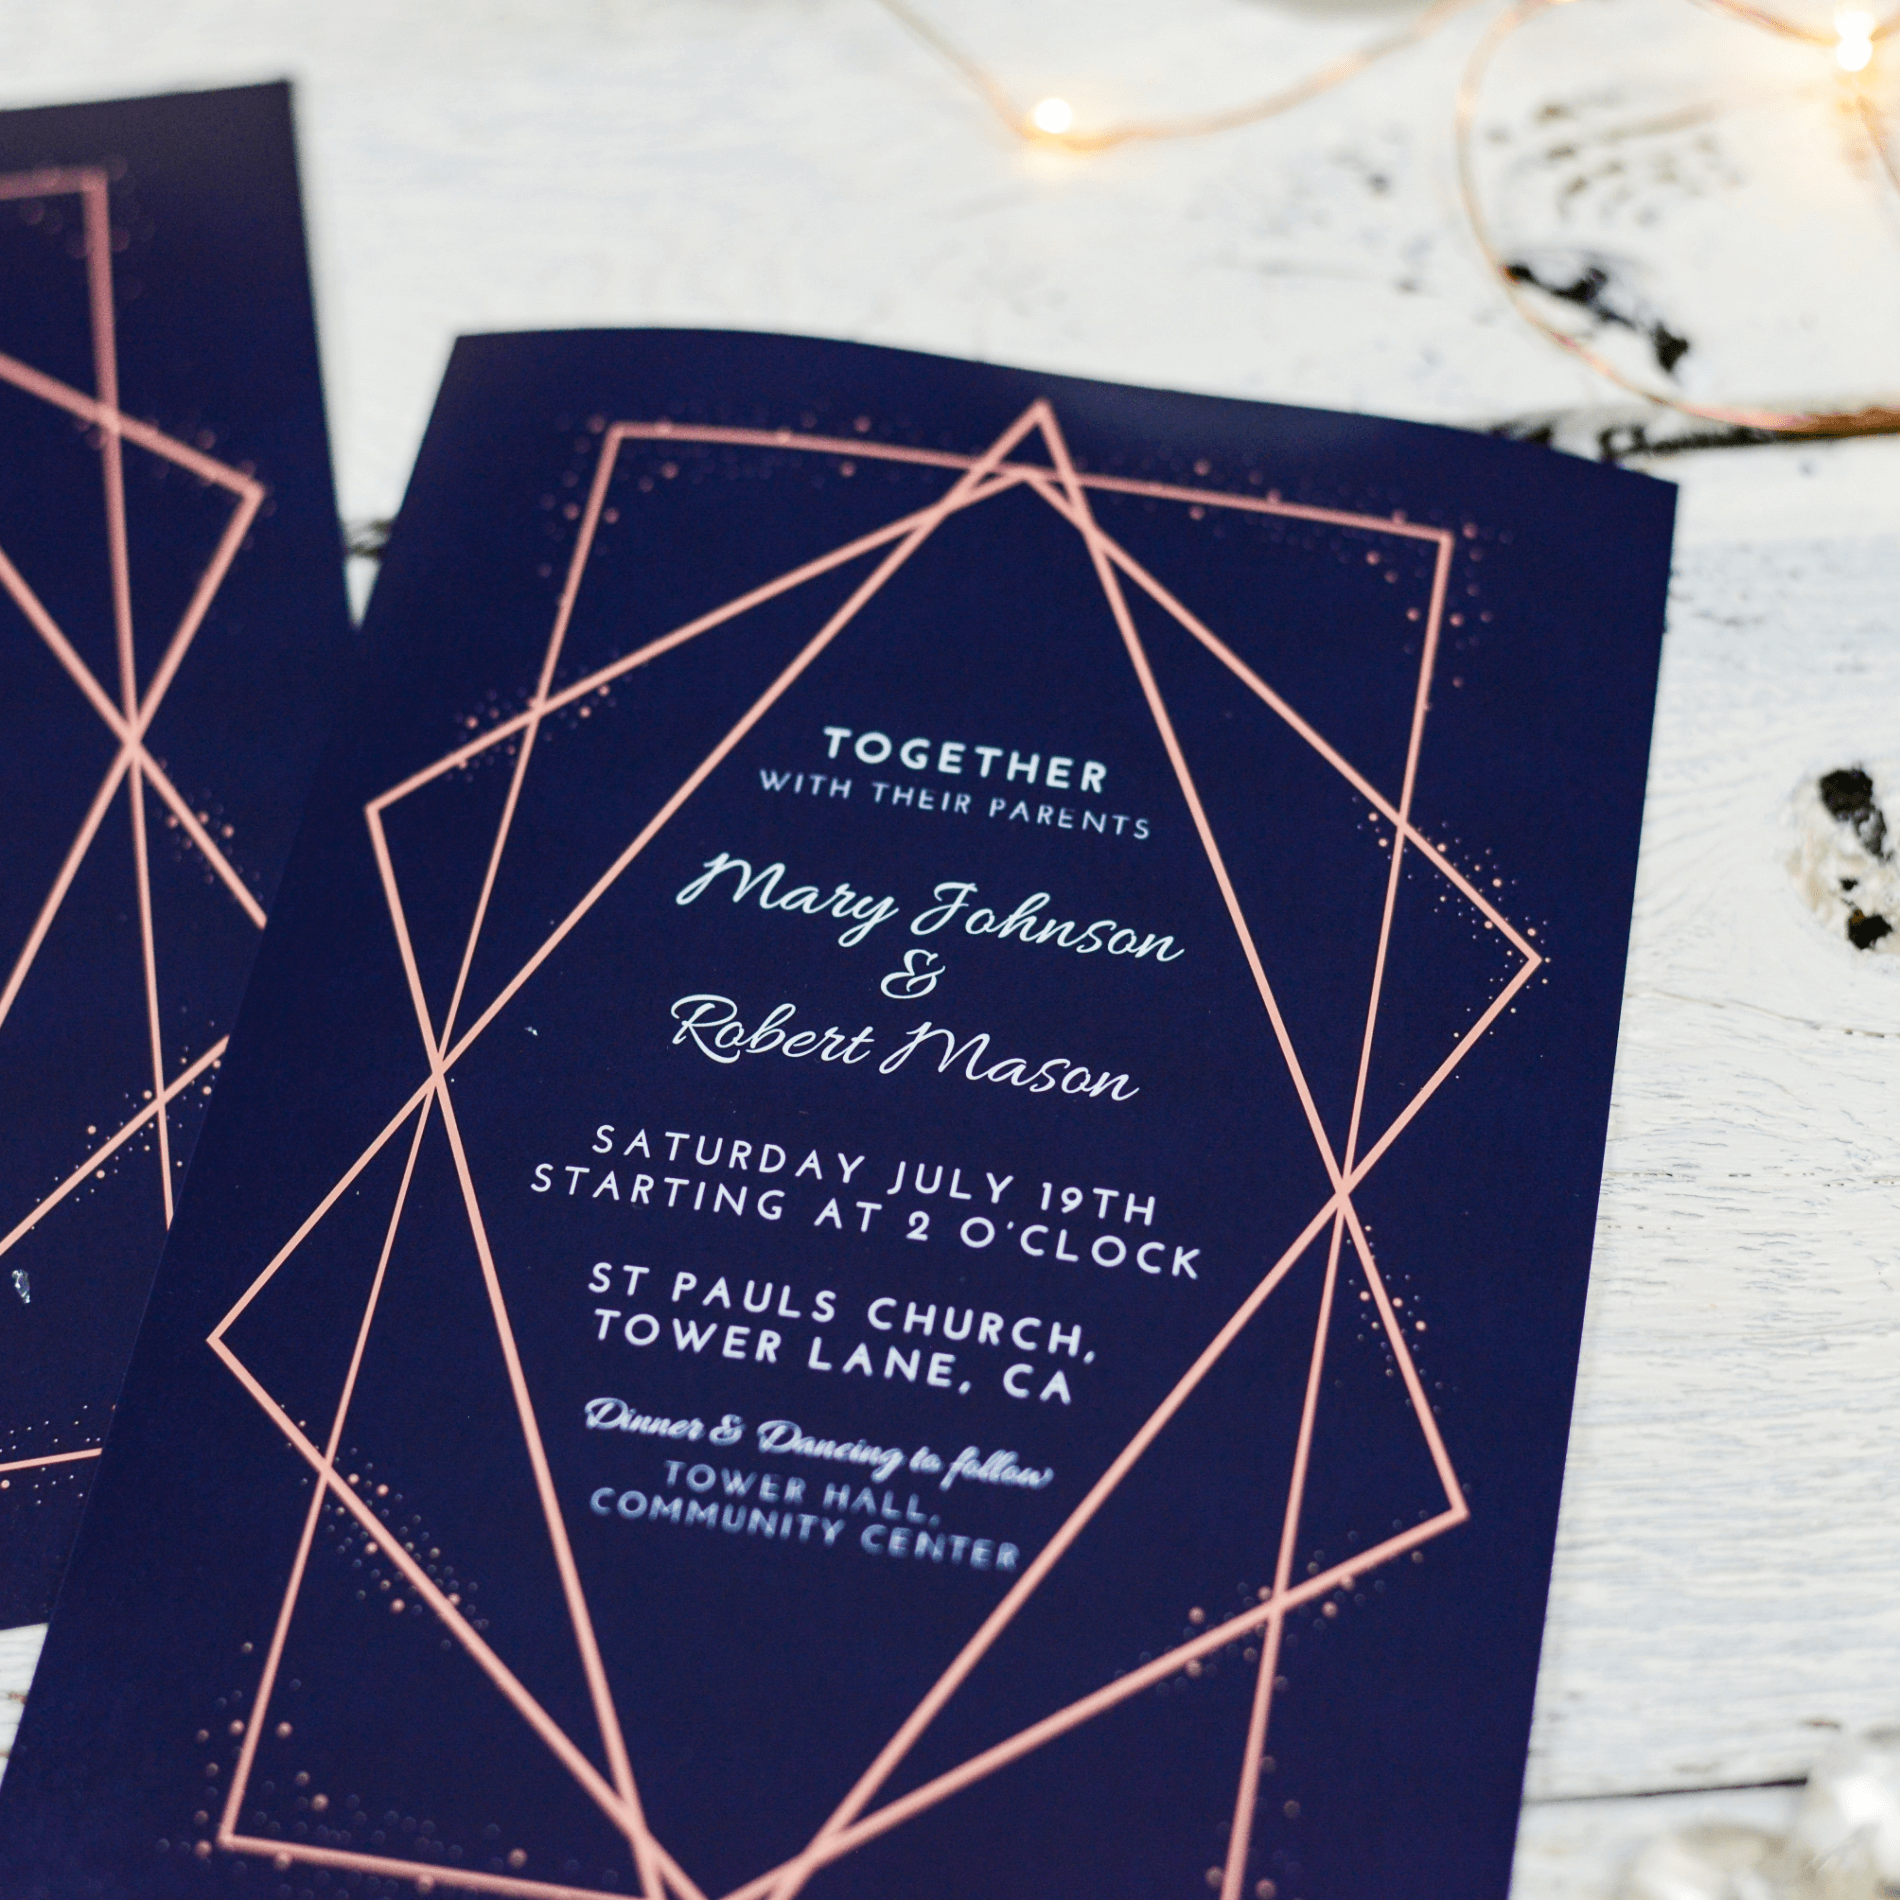 TOGETHER
WITH THEIR PARENTS
Mary Johnson
&
Robert Mason
SATURDAY JULY 19TH
STARTING AT 2 O'CLOCK
ST PAULS CHURCH,
TOWER LANE, CA
Dinner & Dancing to follow
TOWER HALL,
COMMUNITY CENTER